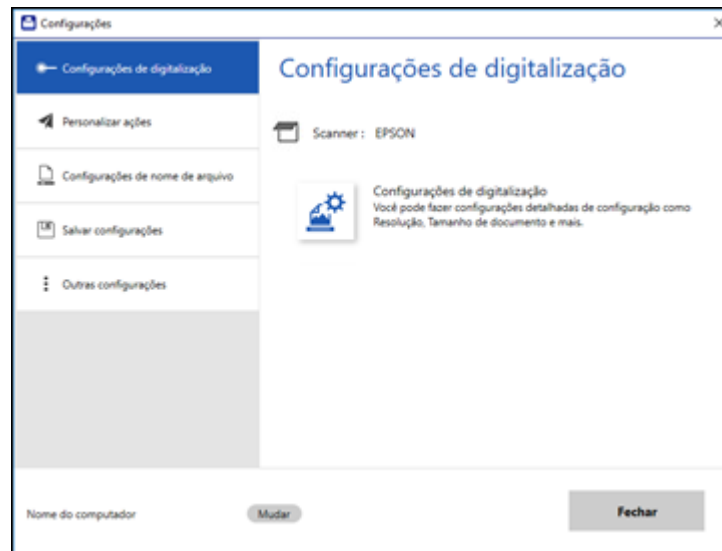 Configurações
Configurações de digitalização
Personalizar ações
Configurações de nome de arquivo
Salvar configurações
Outras configurações
Configurações de digitalização
Scanner : EPSON
Configurações de digitalização
Você pode fazer configurações detalhadas de configuração como
Resolução, Tamanho de documento e mais.
Nome do computador
Mudar
Fechar